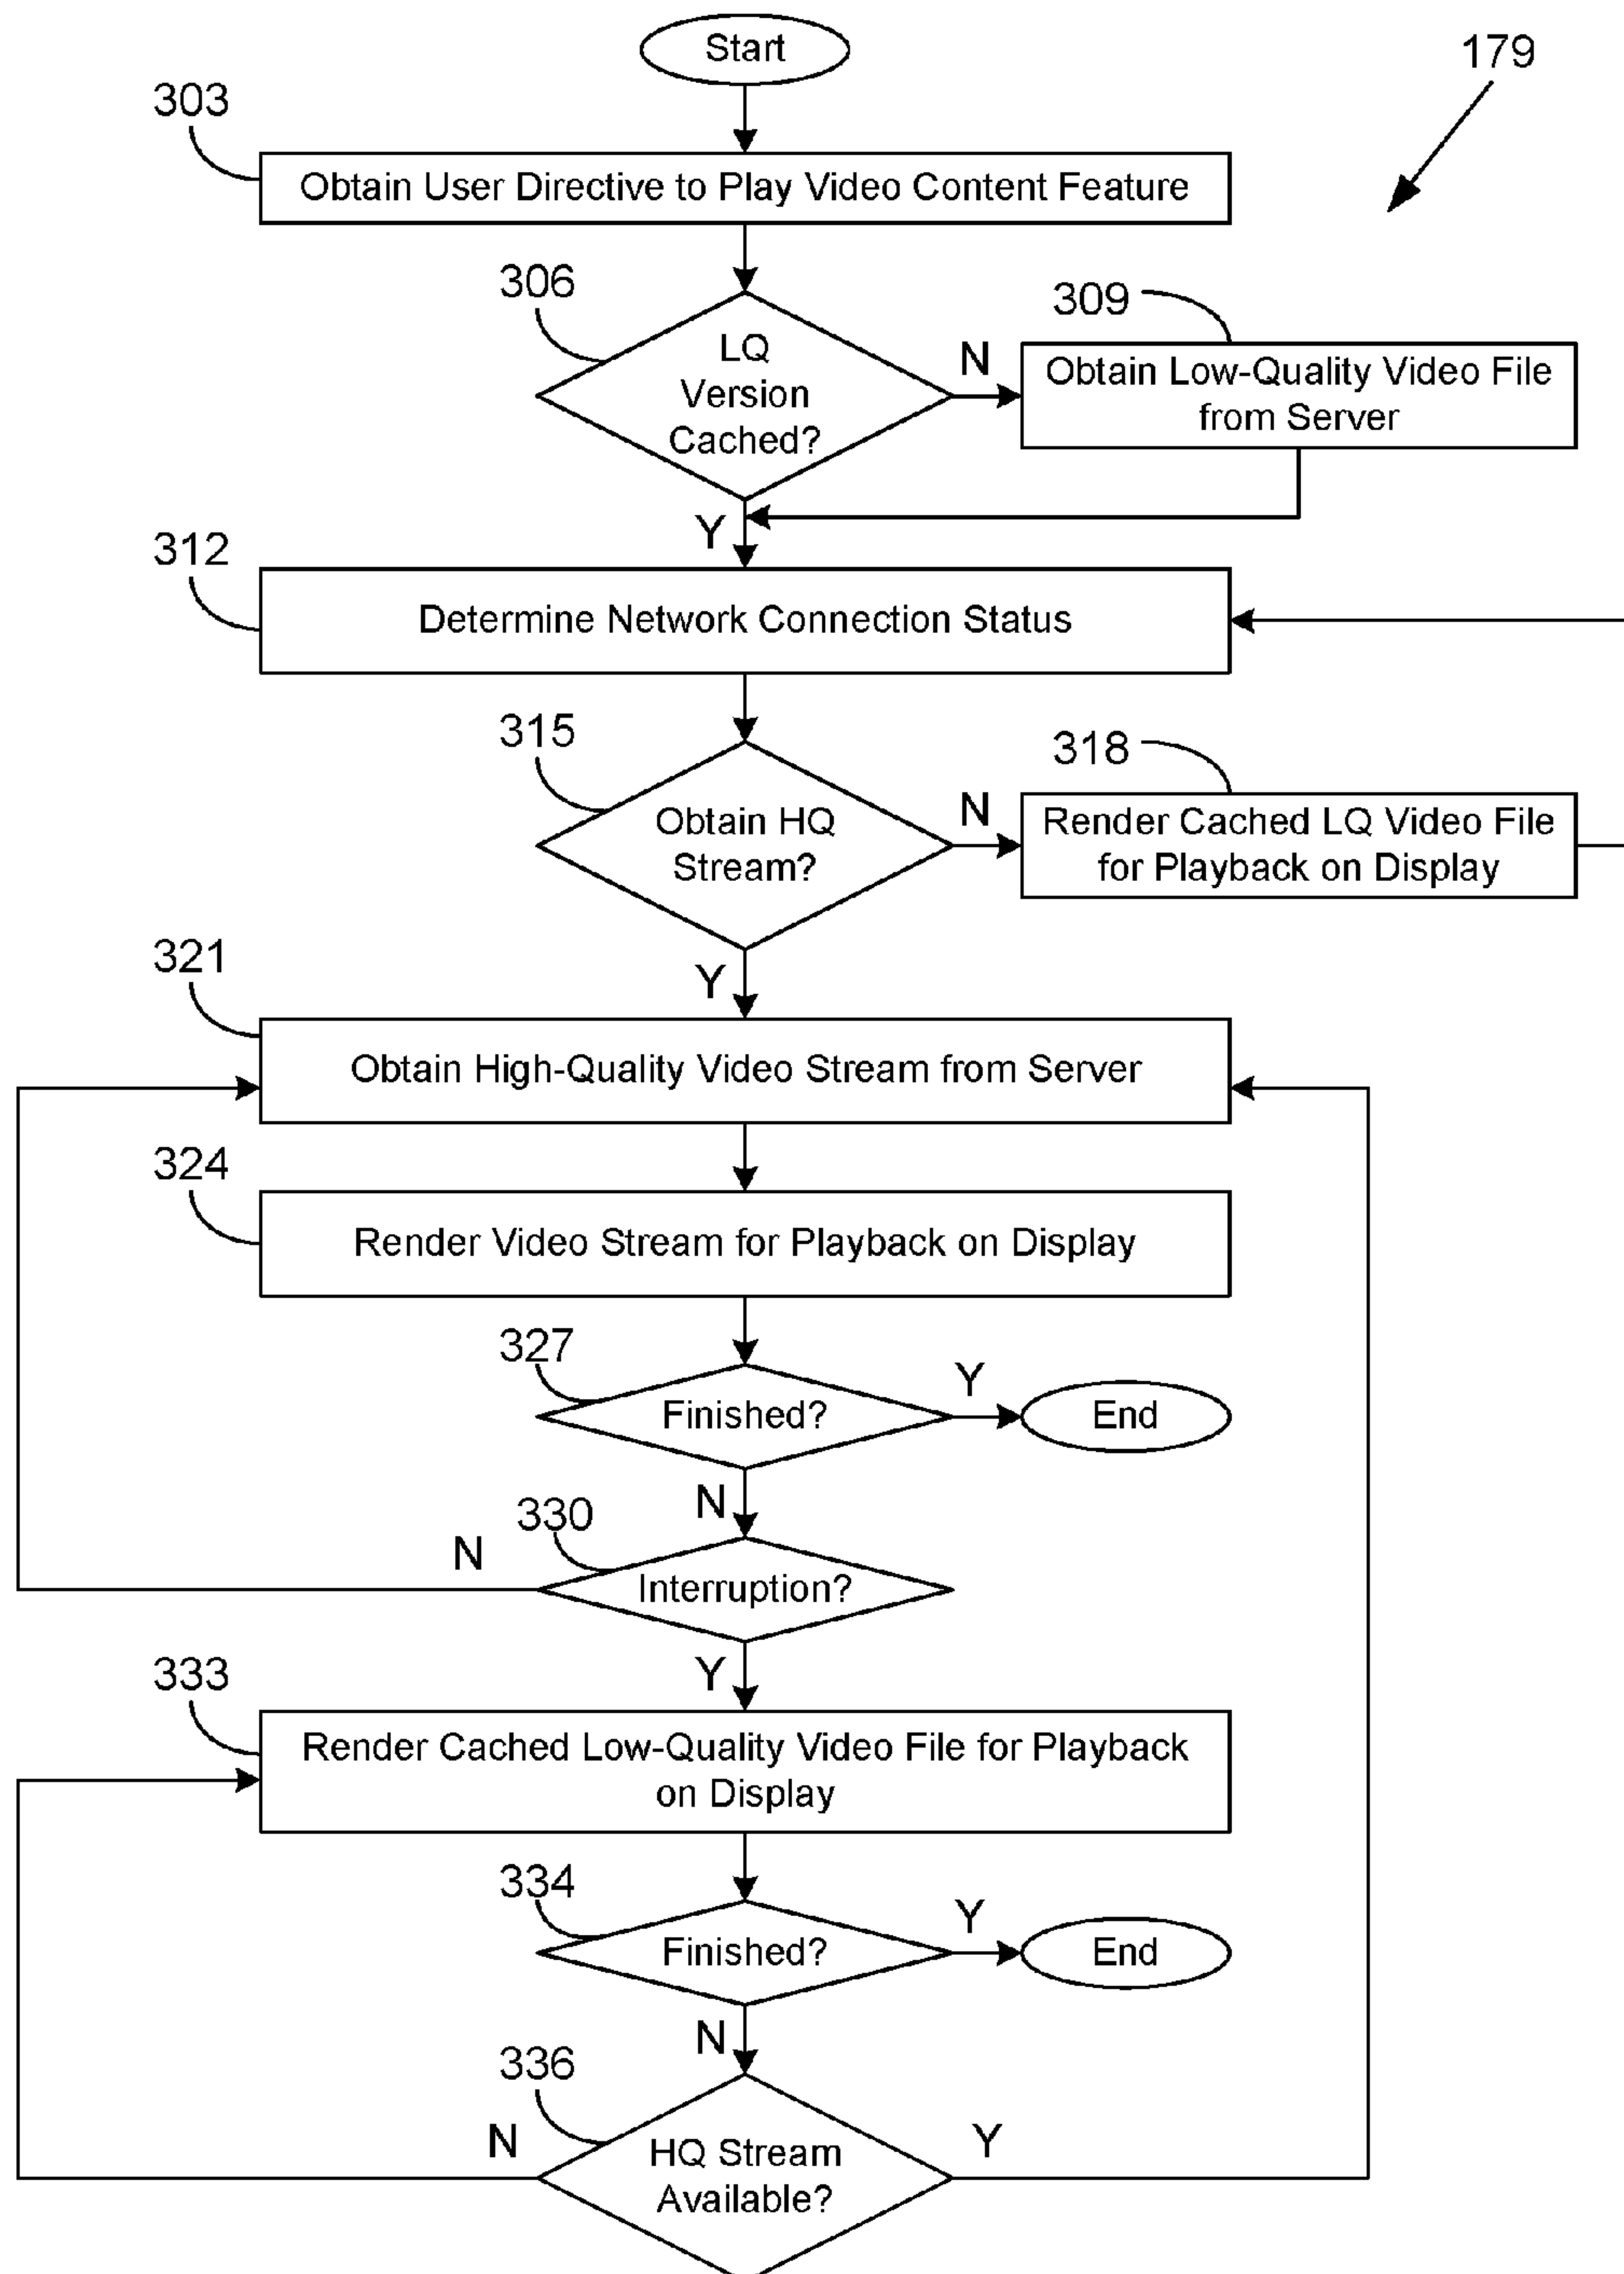 Start
179
303
Obtain User Directive to Play Video Content Feature
306
LQ
Version
Cached?
N
309
Obtain Low-Quality Video File
from Server
Y
312
Determine Network Connection Status
315
Obtain HQ
Stream?
N
318
Render Cached LQ Video File
for Playback on Display
Y
321
Obtain High-Quality Video Stream from Server
324
Render Video Stream for Playback on Display
327
Finished?
Y
End
N
330
Interruption?
N
Y
333
Render Cached Low-Quality Video File for Playback
on Display
334
Finished?
Y
End
N
336
HQ Stream
Available?
N
Y